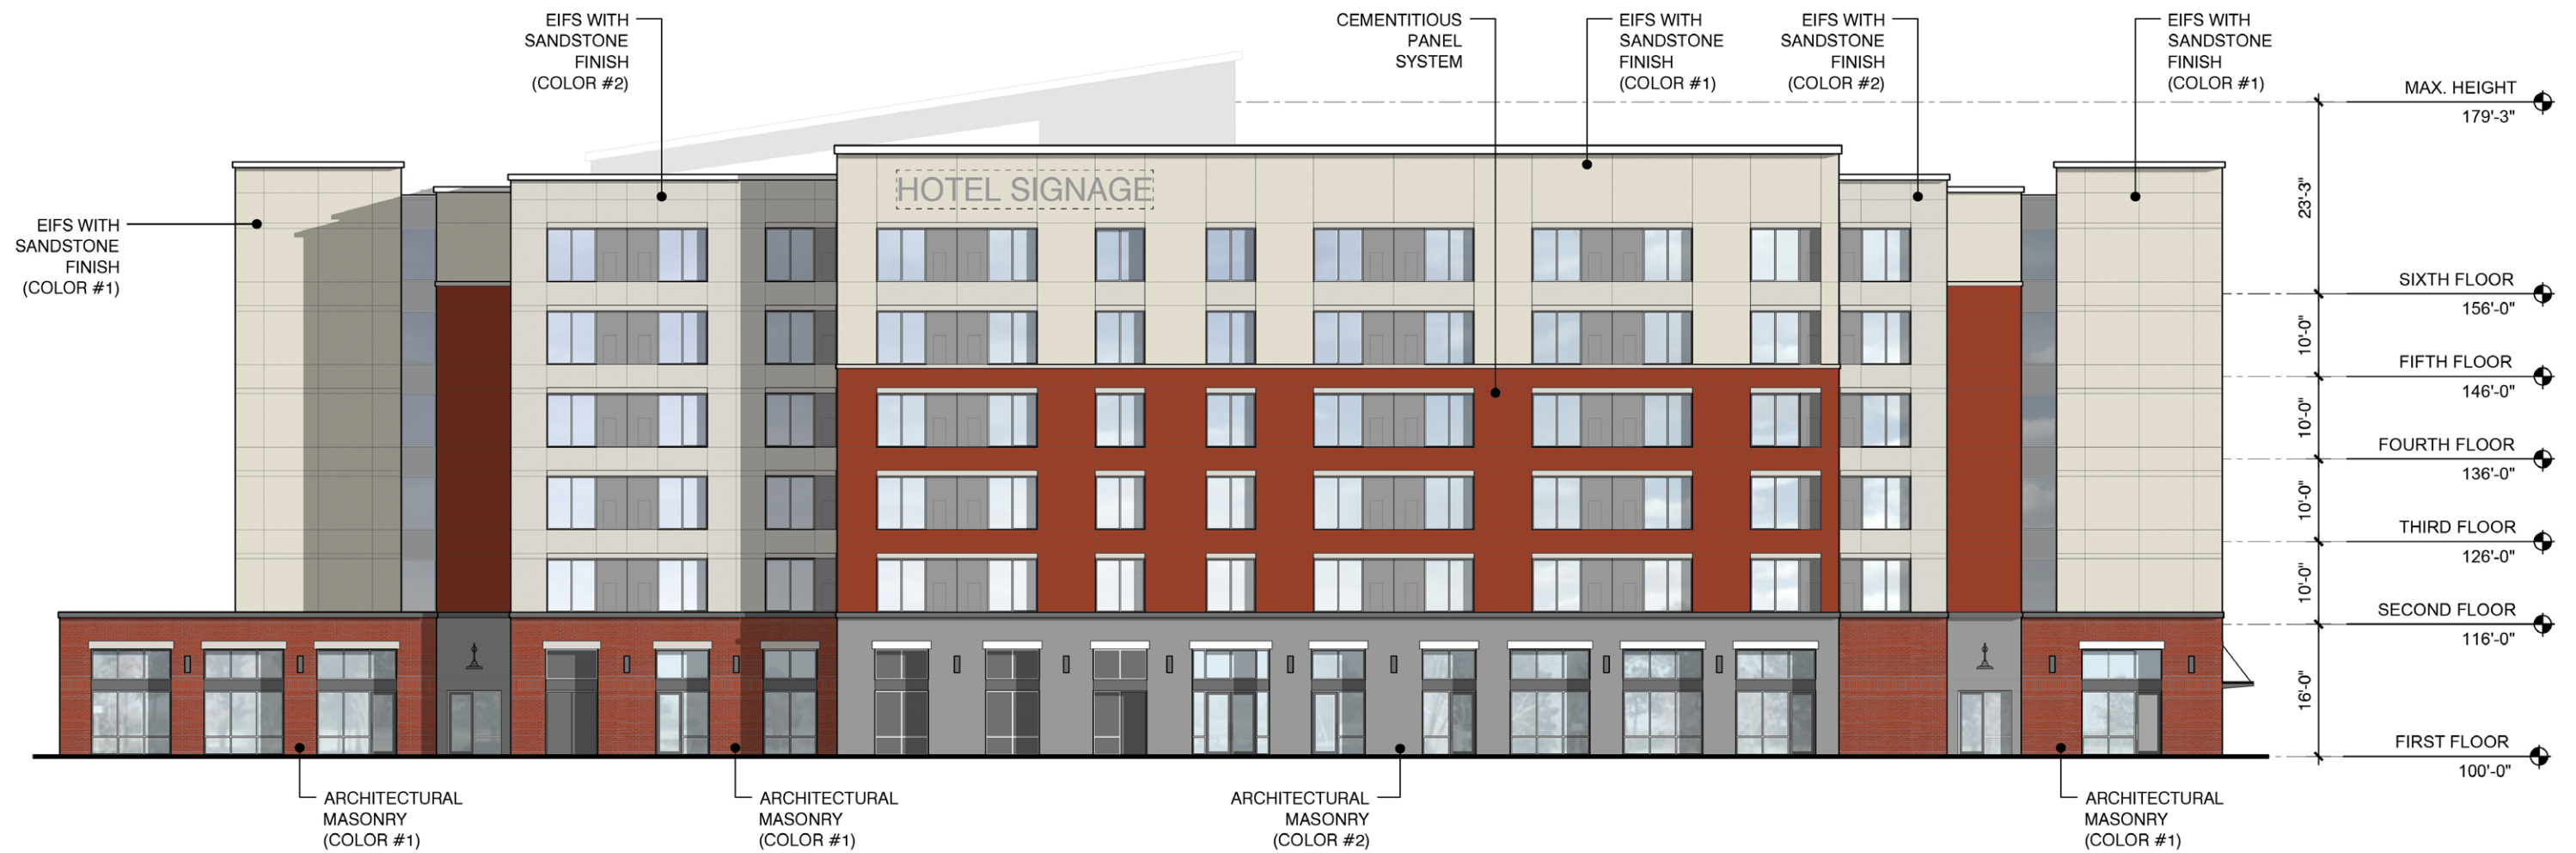 EIFS WITH
SANDSTONE
FINISH
(COLOR #2)
CEMENTITIOUS
PANEL
SYSTEM
EIFS WITH
SANDSTONE
FINISH
(COLOR #1)
EIFS WITH
SANDSTONE
FINISH
(COLOR #2)
EIFS WITH
SANDSTONE
FINISH
(COLOR #1)
EIFS WITH
SANDSTONE
FINISH
(COLOR #1)
HOTEL SIGNAGE
MAX. HEIGHT
179'-3"
23'-3"
SIXTH FLOOR
156'-0"
10'-0"
FIFTH FLOOR
146'-0"
10'-0"
FOURTH FLOOR
136'-0"
10'-0"
THIRD FLOOR
126'-0"
10'-0"
SECOND FLOOR
116'-0"
16'-0"
FIRST FLOOR
100'-0"
ARCHITECTURAL
MASONRY
(COLOR #1)
ARCHITECTURAL
MASONRY
(COLOR #1)
ARCHITECTURAL
MASONRY
(COLOR #2)
ARCHITECTURAL
MASONRY
(COLOR #1)